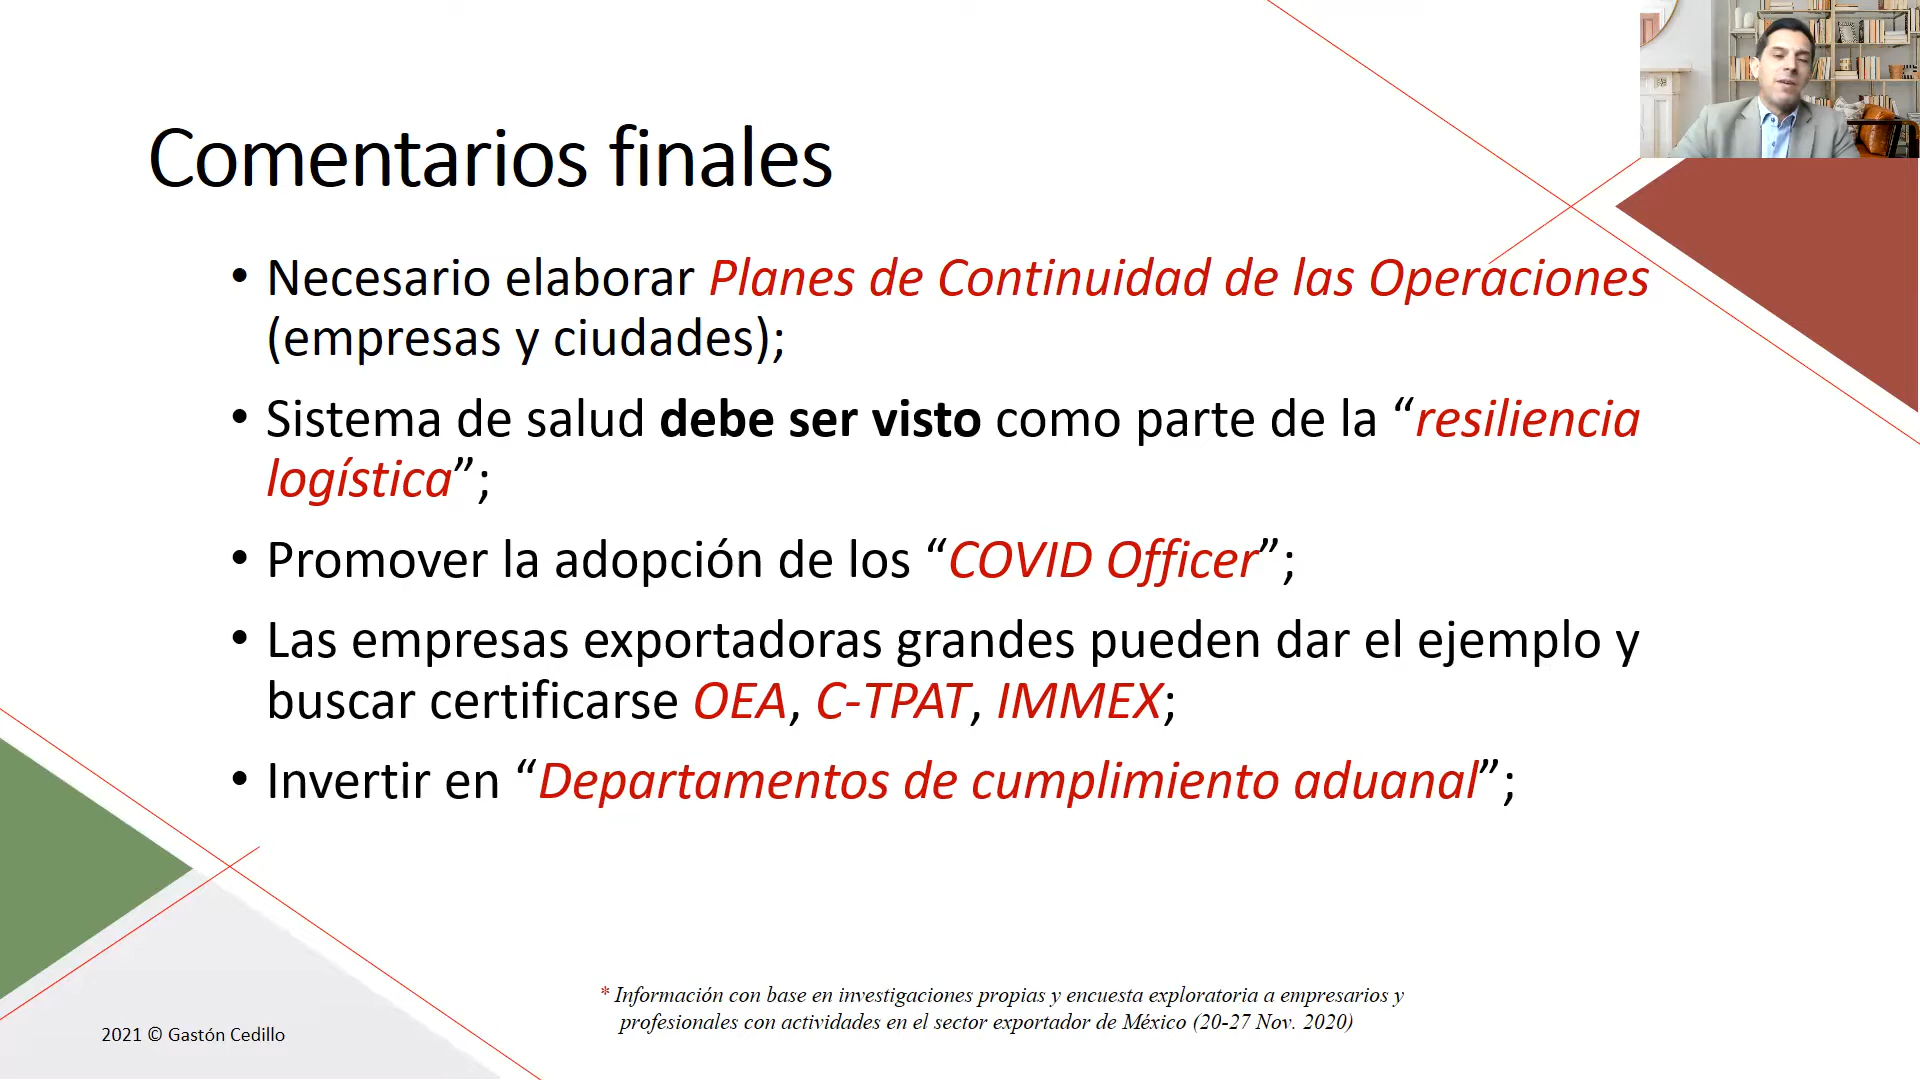 Comentarios finales
• Necesario elaborar Planes de Continuidad de las Operaciones
(empresas y ciudades);
• Sistema de salud debe ser visto como parte de la “resiliencia
logística”;
• Promover la adopción de los “COVID Officer”;
• Las empresas exportadoras grandes pueden dar el ejemplo y
buscar certificarse OEA, C-TPAT, IMMEX;
• Invertir en “Departamentos de cumplimiento aduanal”;
* Información con base en investigaciones propias y encuesta exploratoria a empresarios y
profesionales con actividades en el sector exportador de México (20-27 Nov. 2020)
2021 © Gastón Cedillo